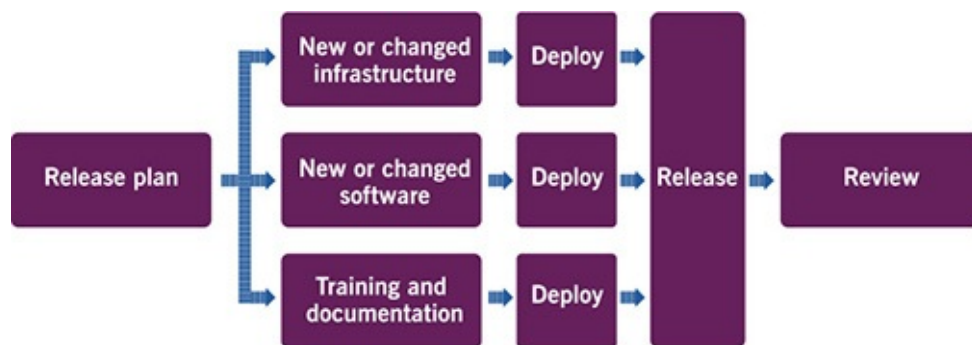 Release plan
New or changed
infrastructure
Deploy
New or changed
software
Deploy
Training and
documentation
Deploy
Release
Review